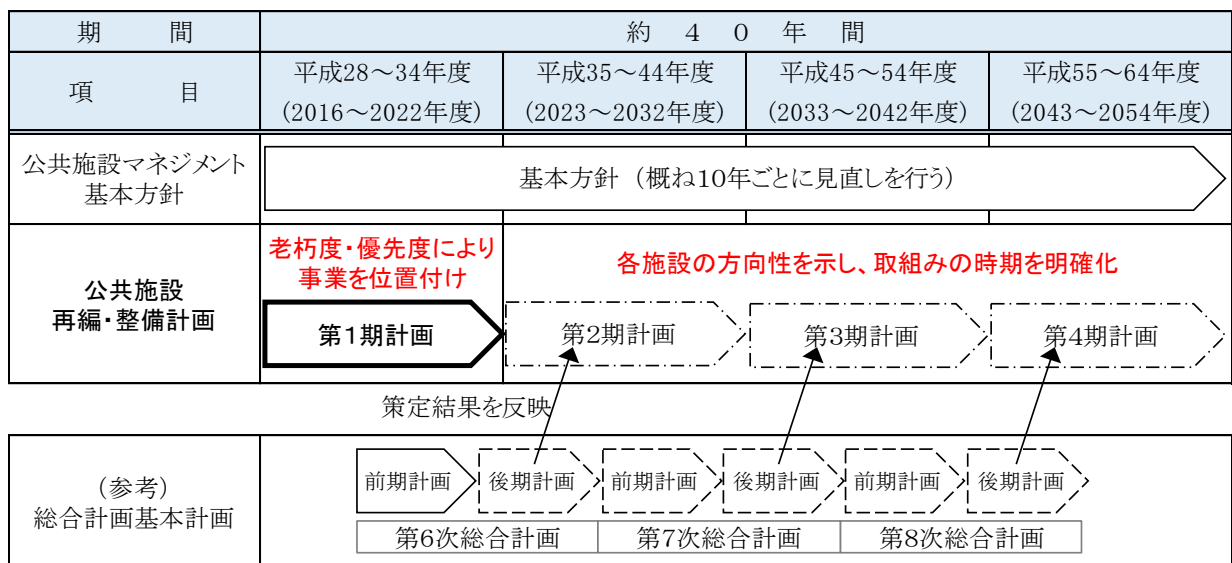 期 間
約 4 0 年 間
項 目
平成28～34年度
(2016～2022年度)
平成35～44年度
(2023～2032年度)
平成45～54年度
(2033～2042年度)
平成55～64年度
(2043～2054年度)
公共施設マネジメント
基本方針
基本方針 (概ね10年ごとに見直しを行う)
公共施設
再編・整備計画
老朽度・優先度により
事業を位置付け
各施設の方向性を示し、取組みの時期を明確化
第1期計画
第2期計画
第3期計画
第4期計画
策定結果を反映
(参考)
総合計画基本計画
前期計画
後期計画
前期計画
後期計画
前期計画
後期計画
第6次総合計画
第7次総合計画
第8次総合計画